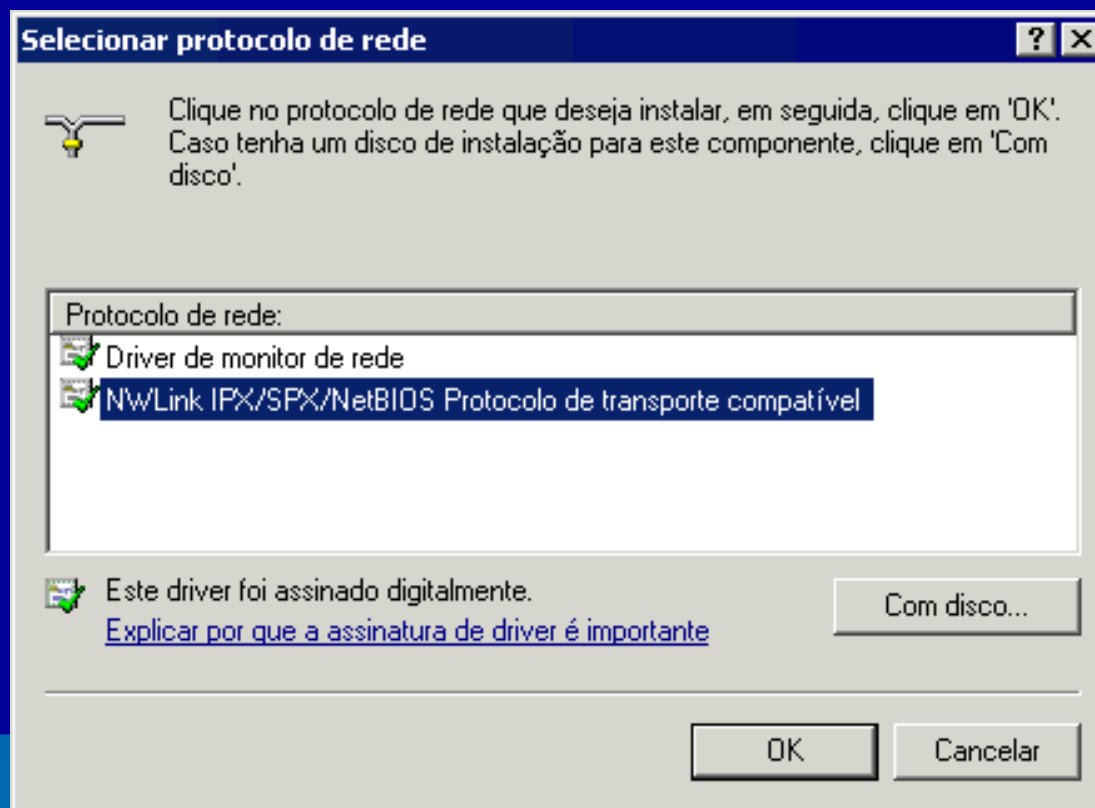 Selecionar protocolo de rede
Clique no protocolo de rede que deseja instalar, em seguida, clique em 'OK'.
Caso tenha um disco de instalação para este componente, clique em 'Com
disco'.
Protocolo de rede:
Driver de monitor de rede
NWLink IPX/SPX/NetBIOS Protocolo de transporte compatível
Este driver foi assinado digitalmente.
Explicar por que a assinatura de driver é importante
Com disco...
OK
Cancelar